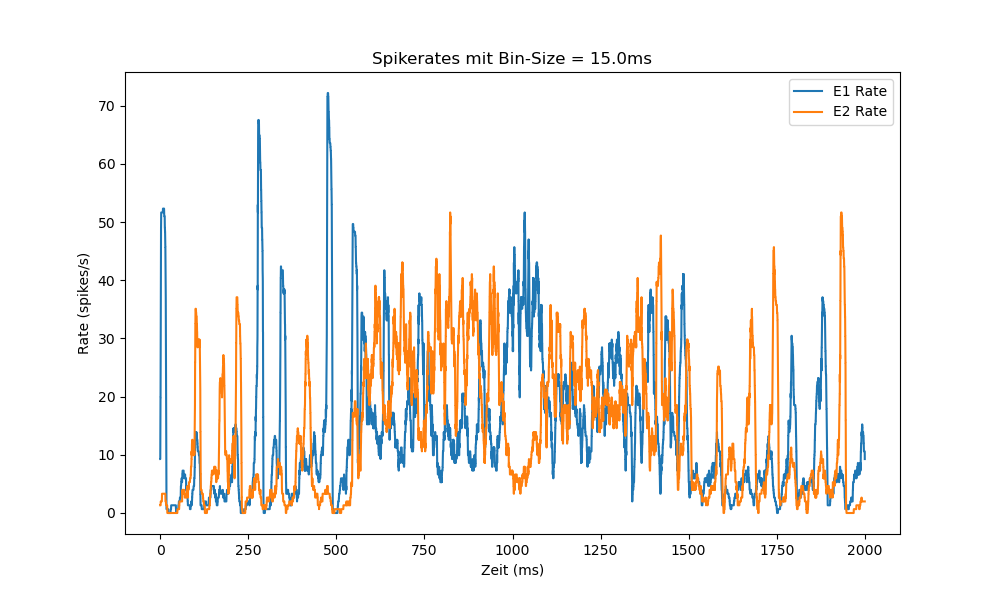 Spikerates mit Bin-Size = 15.0ms
E1 Rate
E2 Rate
Rate (spikes/s)
70
60
50
40
30
20
10
0
0 250 500 750 1000 1250 1500 1750 2000
Zeit (ms)